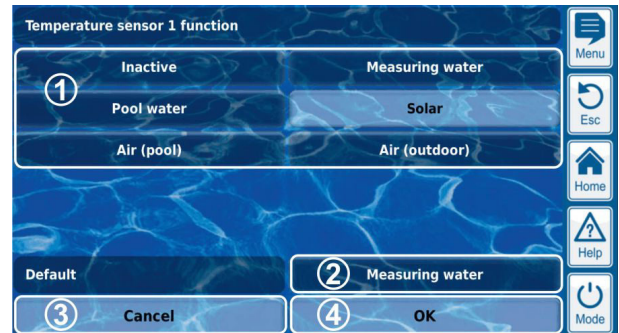 Temperature sensor 1 function
Menu
1
Inactive
Measuring water
Pool water
Solar
Esc
Air (pool)
Air (outdoor)
Home
Help
Default
2
Measuring water
3
Cancel
4
OK
Mode